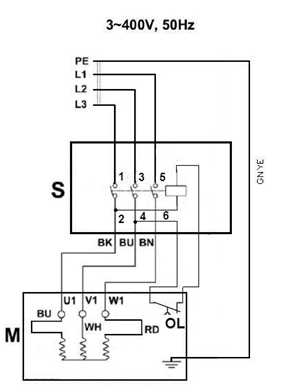 3~400V, 50Hz
PE
L1
L2
L3
GNYE
1 3 5
S
2 4 6
BK BU BN
U1 V1 W1
BU
WH
RD
OL
M